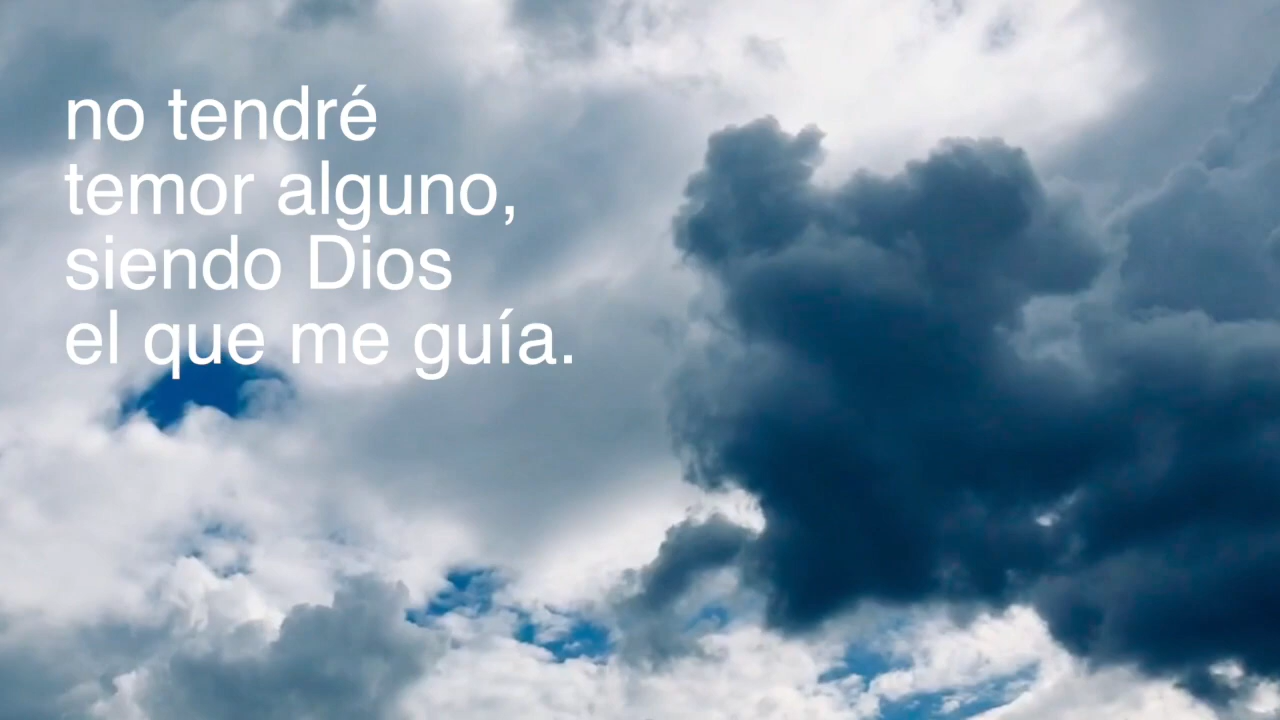 no tendré
temor alguno,
siendo Dios
el que me guía.